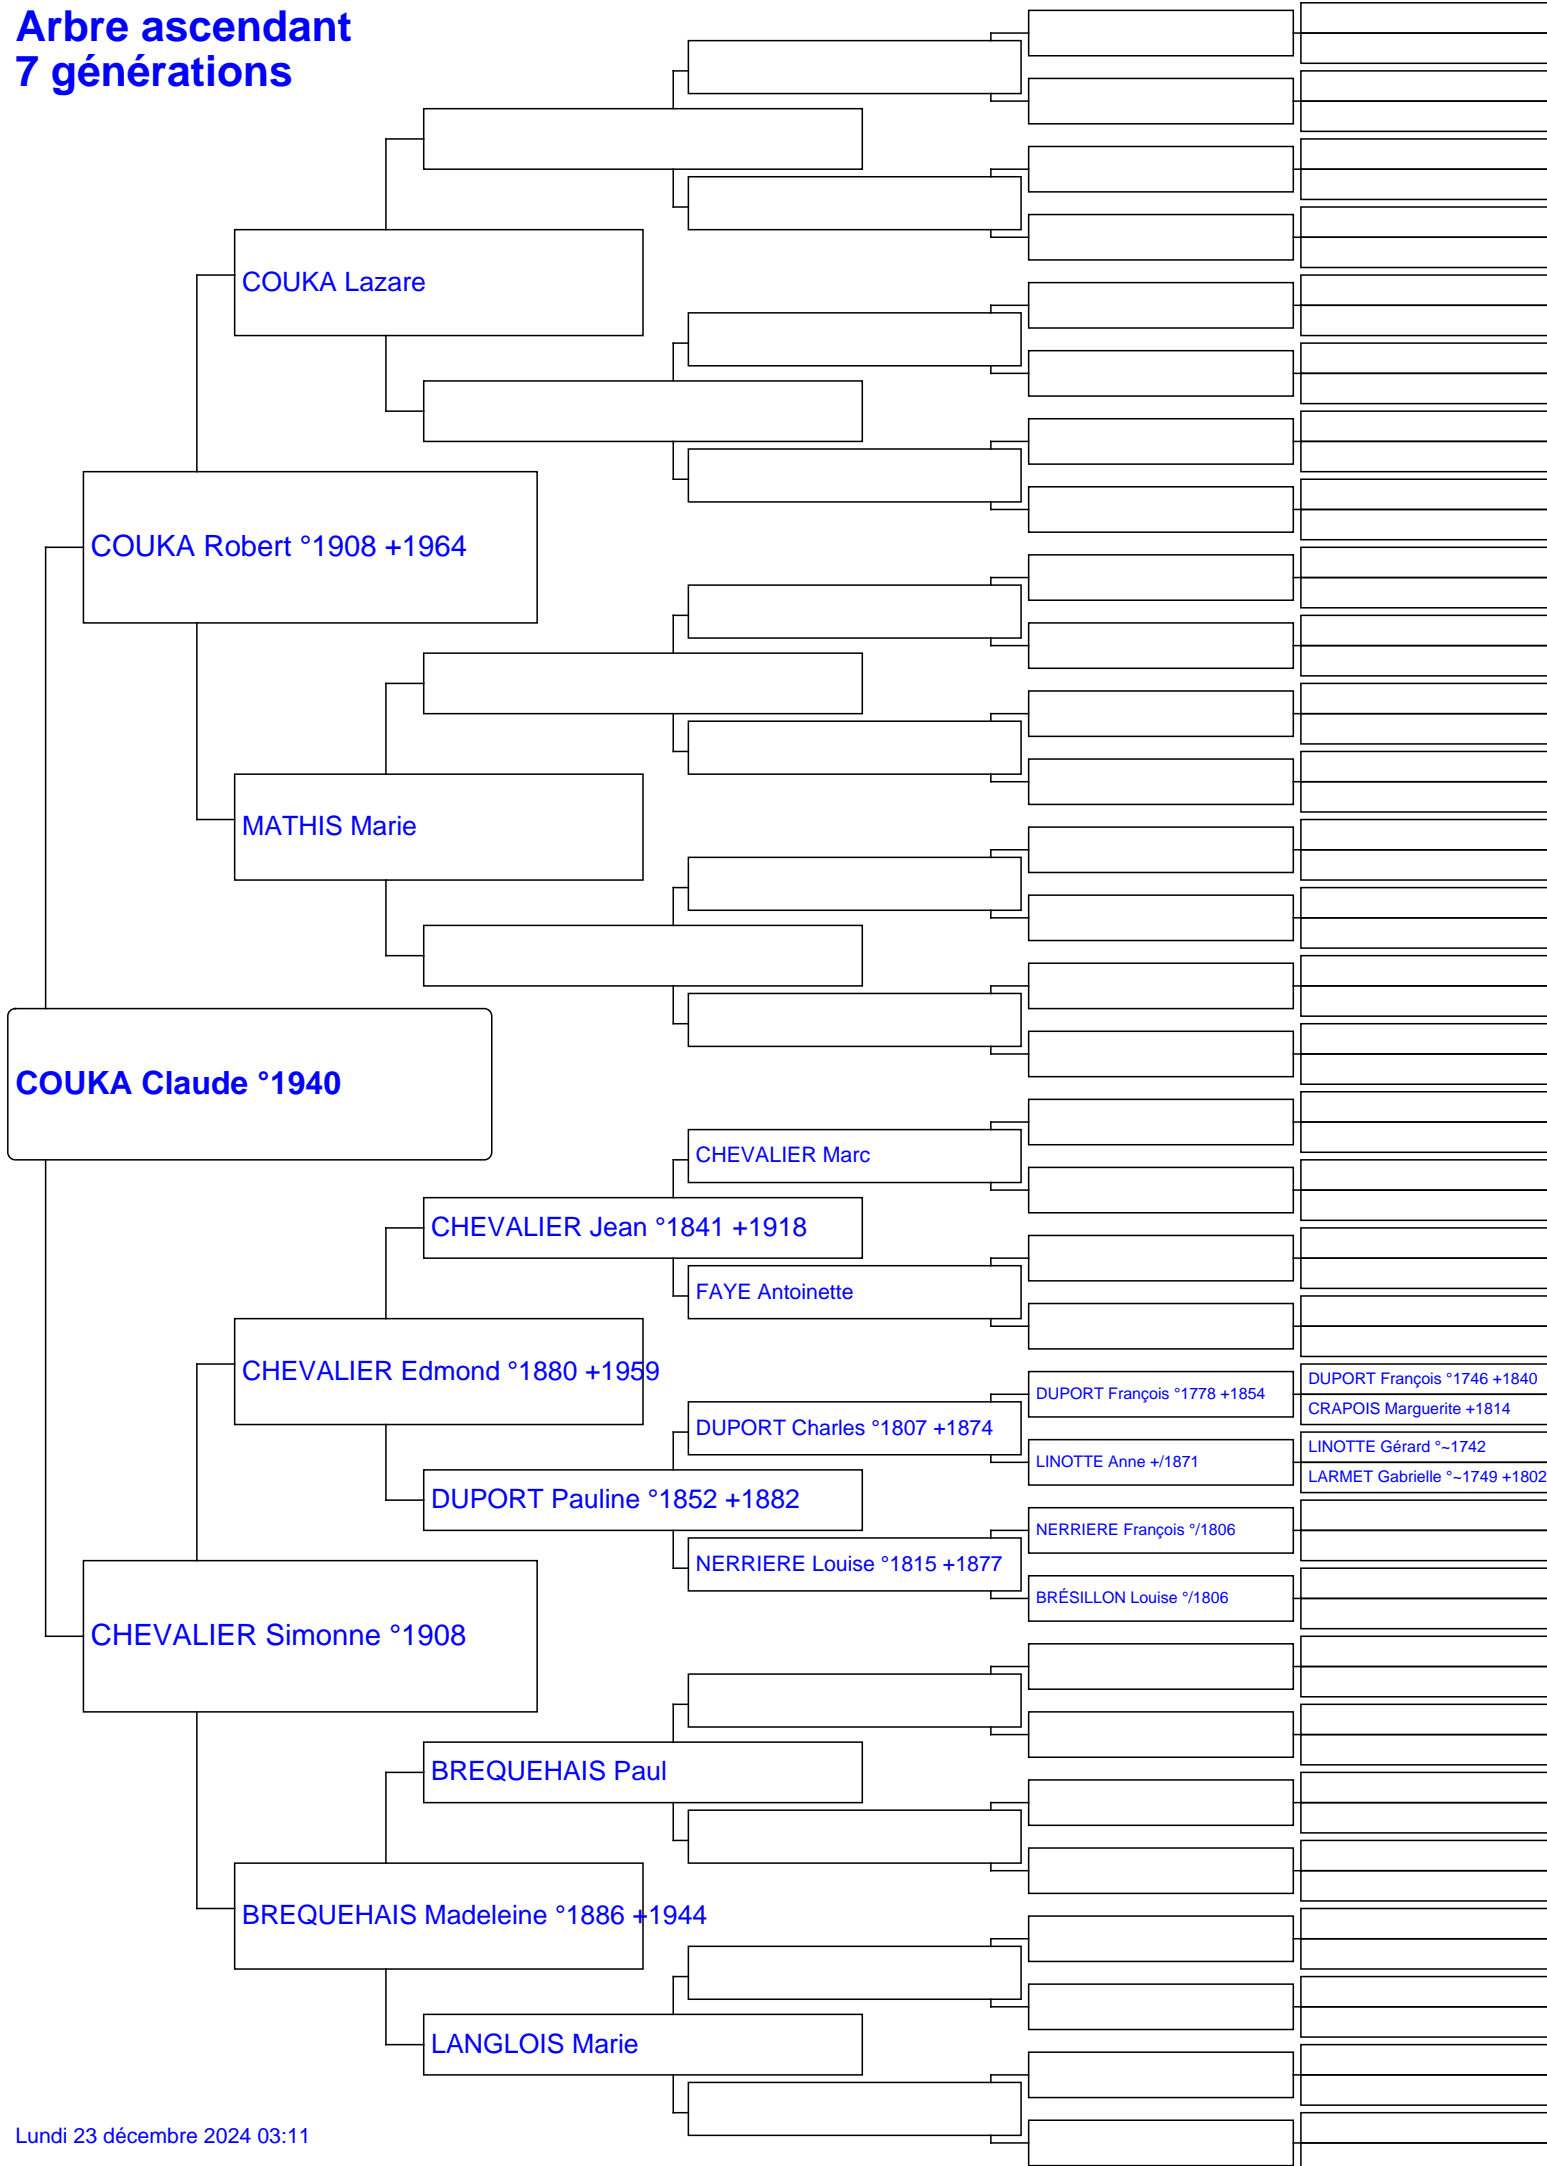 Arbre ascendant
7 générations
COUKA Lazare
COUKA Robert °1908 +1964
MATHIS Marie
COUKA Claude °1940
CHEVALIER Marc
CHEVALIER Jean °1841 +1918
FAYE Antoinette
CHEVALIER Edmond °1880 +1959
DUPORT François °1746 +1840
DUPORT François °1778 +1854
CRAPOIS Marguerite +1814
DUPORT Charles °1807 +1874
LINOTTE Gérard °~1742
LINOTTE Anne +/1871
LARMET Gabrielle °~1749 +1802
DUPORT Pauline °1852 +1882
NERRIERE François °/1806
NERRIERE Louise °1815 +1877
BRÉSILLON Louise °/1806
CHEVALIER Simonne °1908
BREQUEHAIS Paul
BREQUEHAIS Madeleine °1886 +1944
LANGLOIS Marie
Lundi 23 décembre 2024 03:11